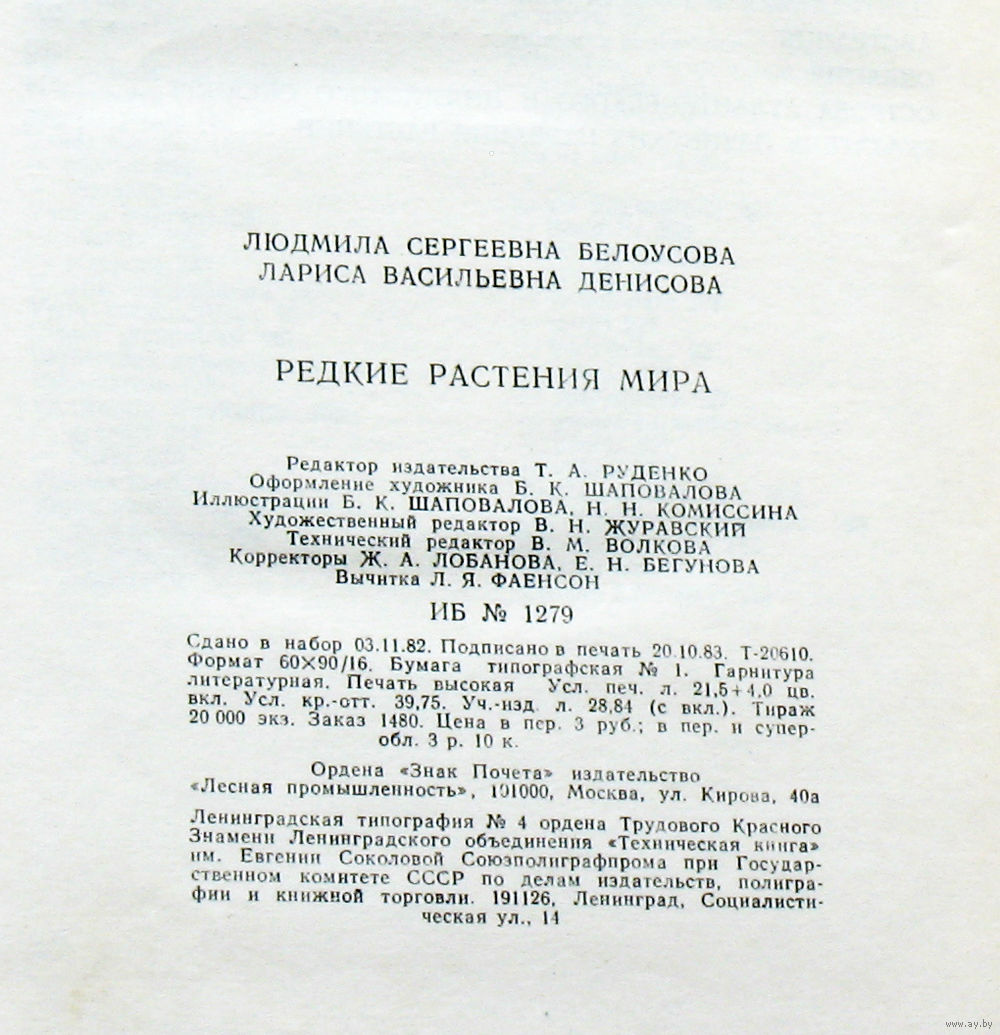 ЛЮДМИЛА СЕРГЕЕВНА БЕЛОУСОВА
ЛАРИСА ВАСИЛЬЕВНА ДЕНИСОВА
РЕДКИЕ РАСТЕНИЯ МИРА
Редактор издательства Т. А. РУДЕНКО
Оформление художника Б. К. ШАПОВАЛОВА
Иллюстрации Б. К. ШАПОВАЛОВА, Н. Н. КОМИССИНА
Художественный редактор В. Н. ЖУРАВСКИЙ
Технический редактор В. М. ВОЛКОВА
Корректоры Ж. А. ЛОБАНОВА, Е. Н. БЕГУНОВА
Вычитка Л. Я. ФАЕНСОН
ИБ № 1279
Сдано в набор 03.11.82. Подписано в печать 20.10.83. Т-20610.
Формат 60×90/16. Бумага типографская № 1. Гарнитура
литературная. Печать высокая Усл. печ. л. 21,5+4,0 цв.
вкл. Усл. кр.-отт. 39,75. Уч.-изд. л. 28,84 (с вкл.). Тираж
20 000 экз. Заказ 1480. Цена в пер. 3 руб.; в пер. и супер-
обл. 3 р. 10 к.
Ордена «Знак Почета» издательство
«Лесная промышленность», 101000, Москва, ул. Кирова, 40а
Ленинградская типография № 4 ордена Трудового Красного
Знамени Ленинградского объединения «Техническая книга»
им. Евгении Соколовой Союзполиграфпрома при Государ-
ственном комитете СССР по делам издательств, полигра-
фии и книжной торговли. 191126, Ленинград, Социалисти-
ческая ул., 14
www.ay.by